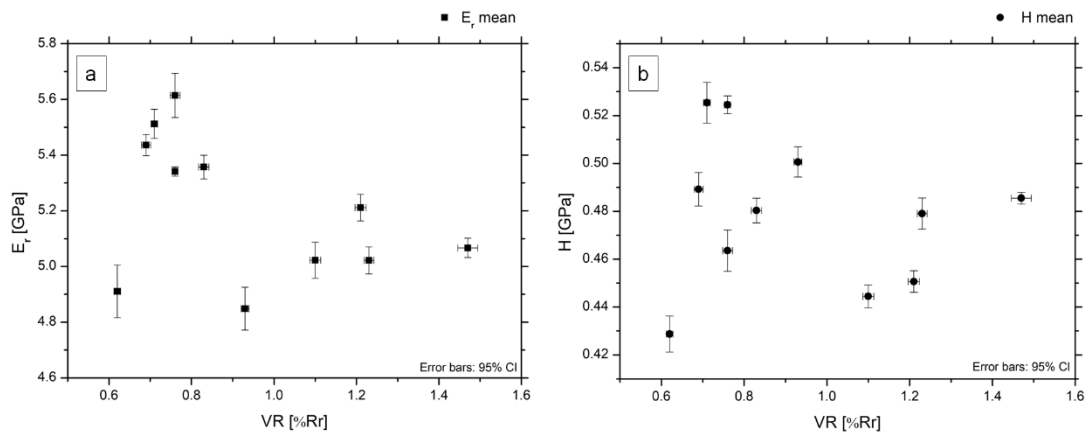 E_r mean
a
5.8
5.6
5.4
5.2
5.0
4.8
4.6
E_r [GPa]
0.6 0.8 1.0 1.2 1.4 1.6
VR [%Rr]
Error bars: 95% CI
H mean
b
0.54
0.52
0.50
0.48
0.46
0.44
0.42
H [GPa]
0.6 0.8 1.0 1.2 1.4 1.6
VR [%Rr]
Error bars: 95% CI